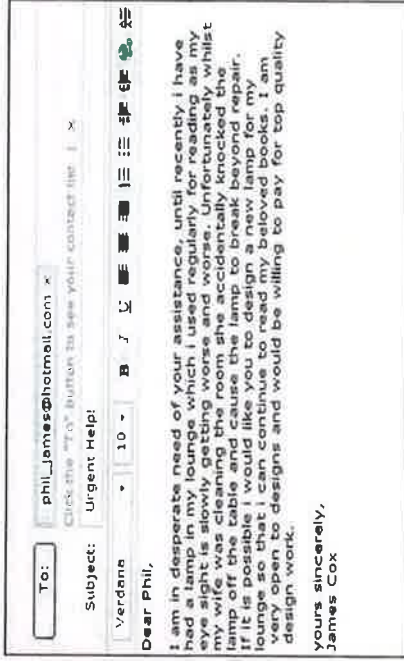 To: phil_james@hotmail.com x
Click the "To" button to see your contact list. | x
Subject: Urgent Help!
Verdana 10 B I U
Dear Phil,
I am in desperate need of your assistance, until recently i have
had a lamp in my lounge which i used regularly for reading as my
eye sight is slowly getting worse and worse. Unfortunately whilst
my wife was cleaning the room she accidentally knocked the
lamp off the table and cause the lamp to break beyond repair.
If it is possible i would like you to design a new lamp for my
lounge so that i can continue to read my beloved books. I am
very open to designs and would be willing to pay for top quality
design work.
yours sincerely,
James Cox